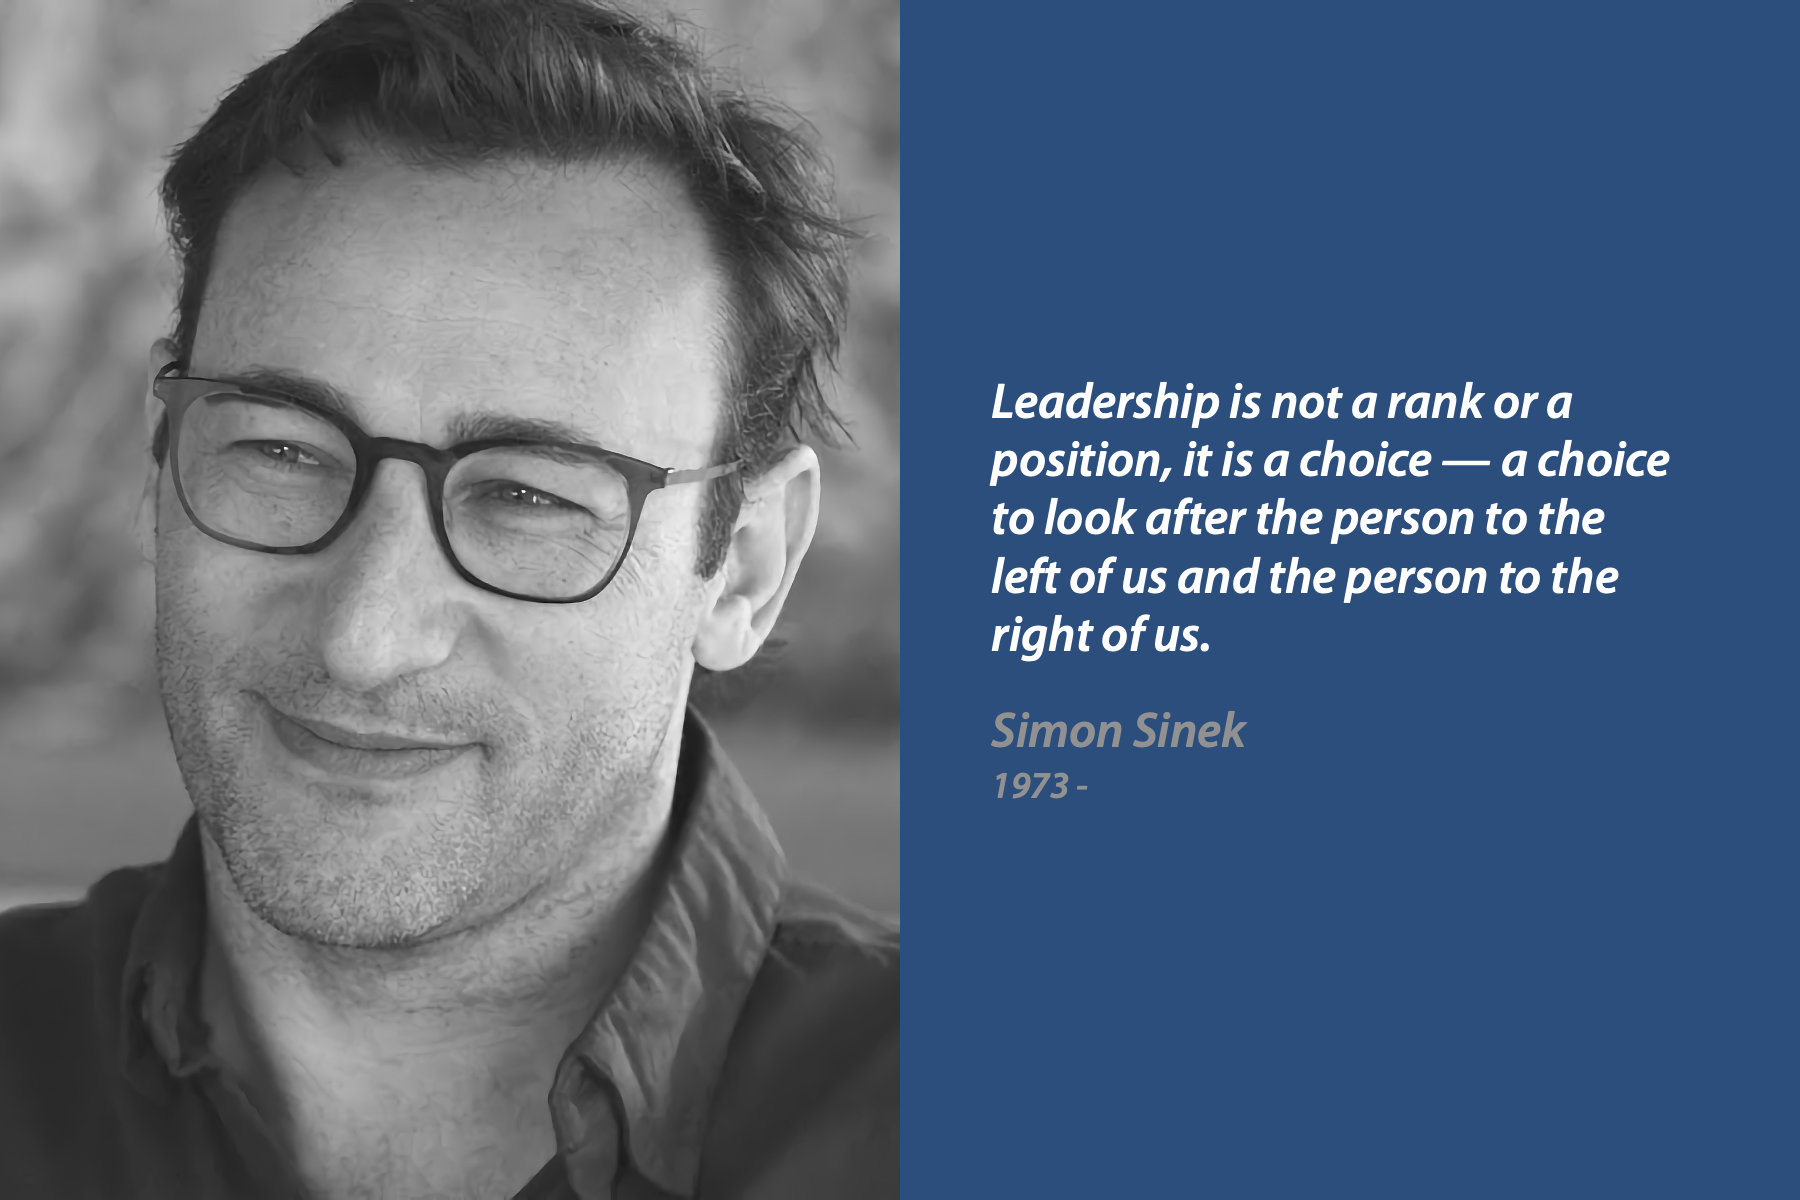 Leadership is not a rank or a
position, it is a choice — a choice
to look after the person to the
left of us and the person to the
right of us.
Simon Sinek
1973 -